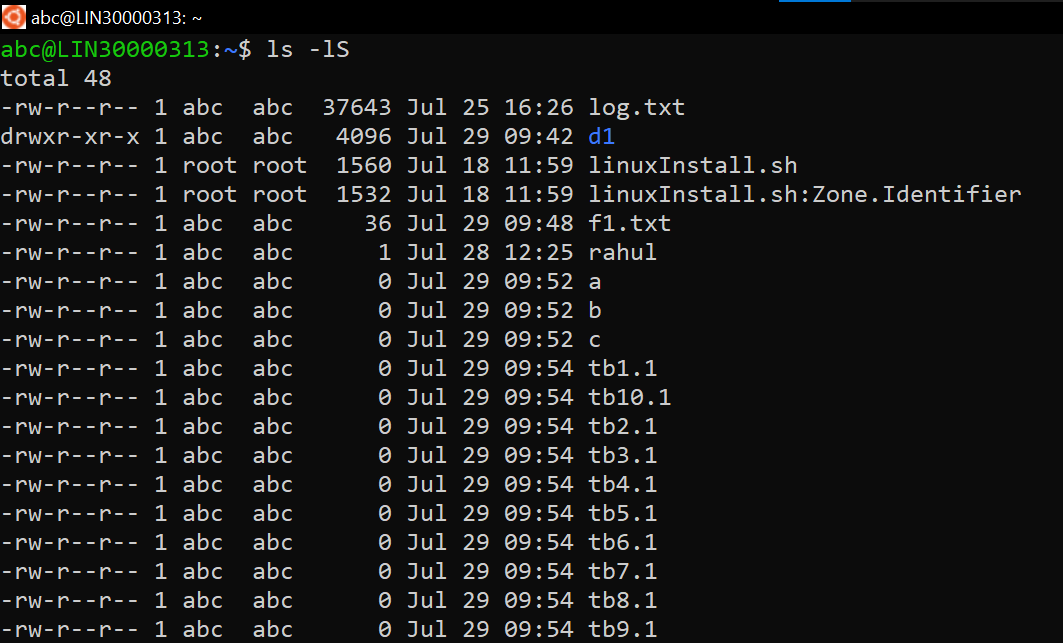 abc@LIN30000313: ~
abc@LIN30000313:~$ ls -lS
total 48
-rw-r--r-- 1 abc  abc  37643 Jul 25 16:26 log.txt
drwxr-xr-x 1 abc  abc   4096 Jul 29 09:42 d1
-rw-r--r-- 1 root root  1560 Jul 18 11:59 linuxInstall.sh
-rw-r--r-- 1 root root  1532 Jul 18 11:59 linuxInstall.sh:Zone.Identifier
-rw-r--r-- 1 abc  abc     36 Jul 29 09:48 f1.txt
-rw-r--r-- 1 abc  abc      1 Jul 28 12:25 rahul
-rw-r--r-- 1 abc  abc      0 Jul 29 09:52 a
-rw-r--r-- 1 abc  abc      0 Jul 29 09:52 b
-rw-r--r-- 1 abc  abc      0 Jul 29 09:52 c
-rw-r--r-- 1 abc  abc      0 Jul 29 09:54 tb1.1
-rw-r--r-- 1 abc  abc      0 Jul 29 09:54 tb10.1
-rw-r--r-- 1 abc  abc      0 Jul 29 09:54 tb2.1
-rw-r--r-- 1 abc  abc      0 Jul 29 09:54 tb3.1
-rw-r--r-- 1 abc  abc      0 Jul 29 09:54 tb4.1
-rw-r--r-- 1 abc  abc      0 Jul 29 09:54 tb5.1
-rw-r--r-- 1 abc  abc      0 Jul 29 09:54 tb6.1
-rw-r--r-- 1 abc  abc      0 Jul 29 09:54 tb7.1
-rw-r--r-- 1 abc  abc      0 Jul 29 09:54 tb8.1
-rw-r--r-- 1 abc  abc      0 Jul 29 09:54 tb9.1